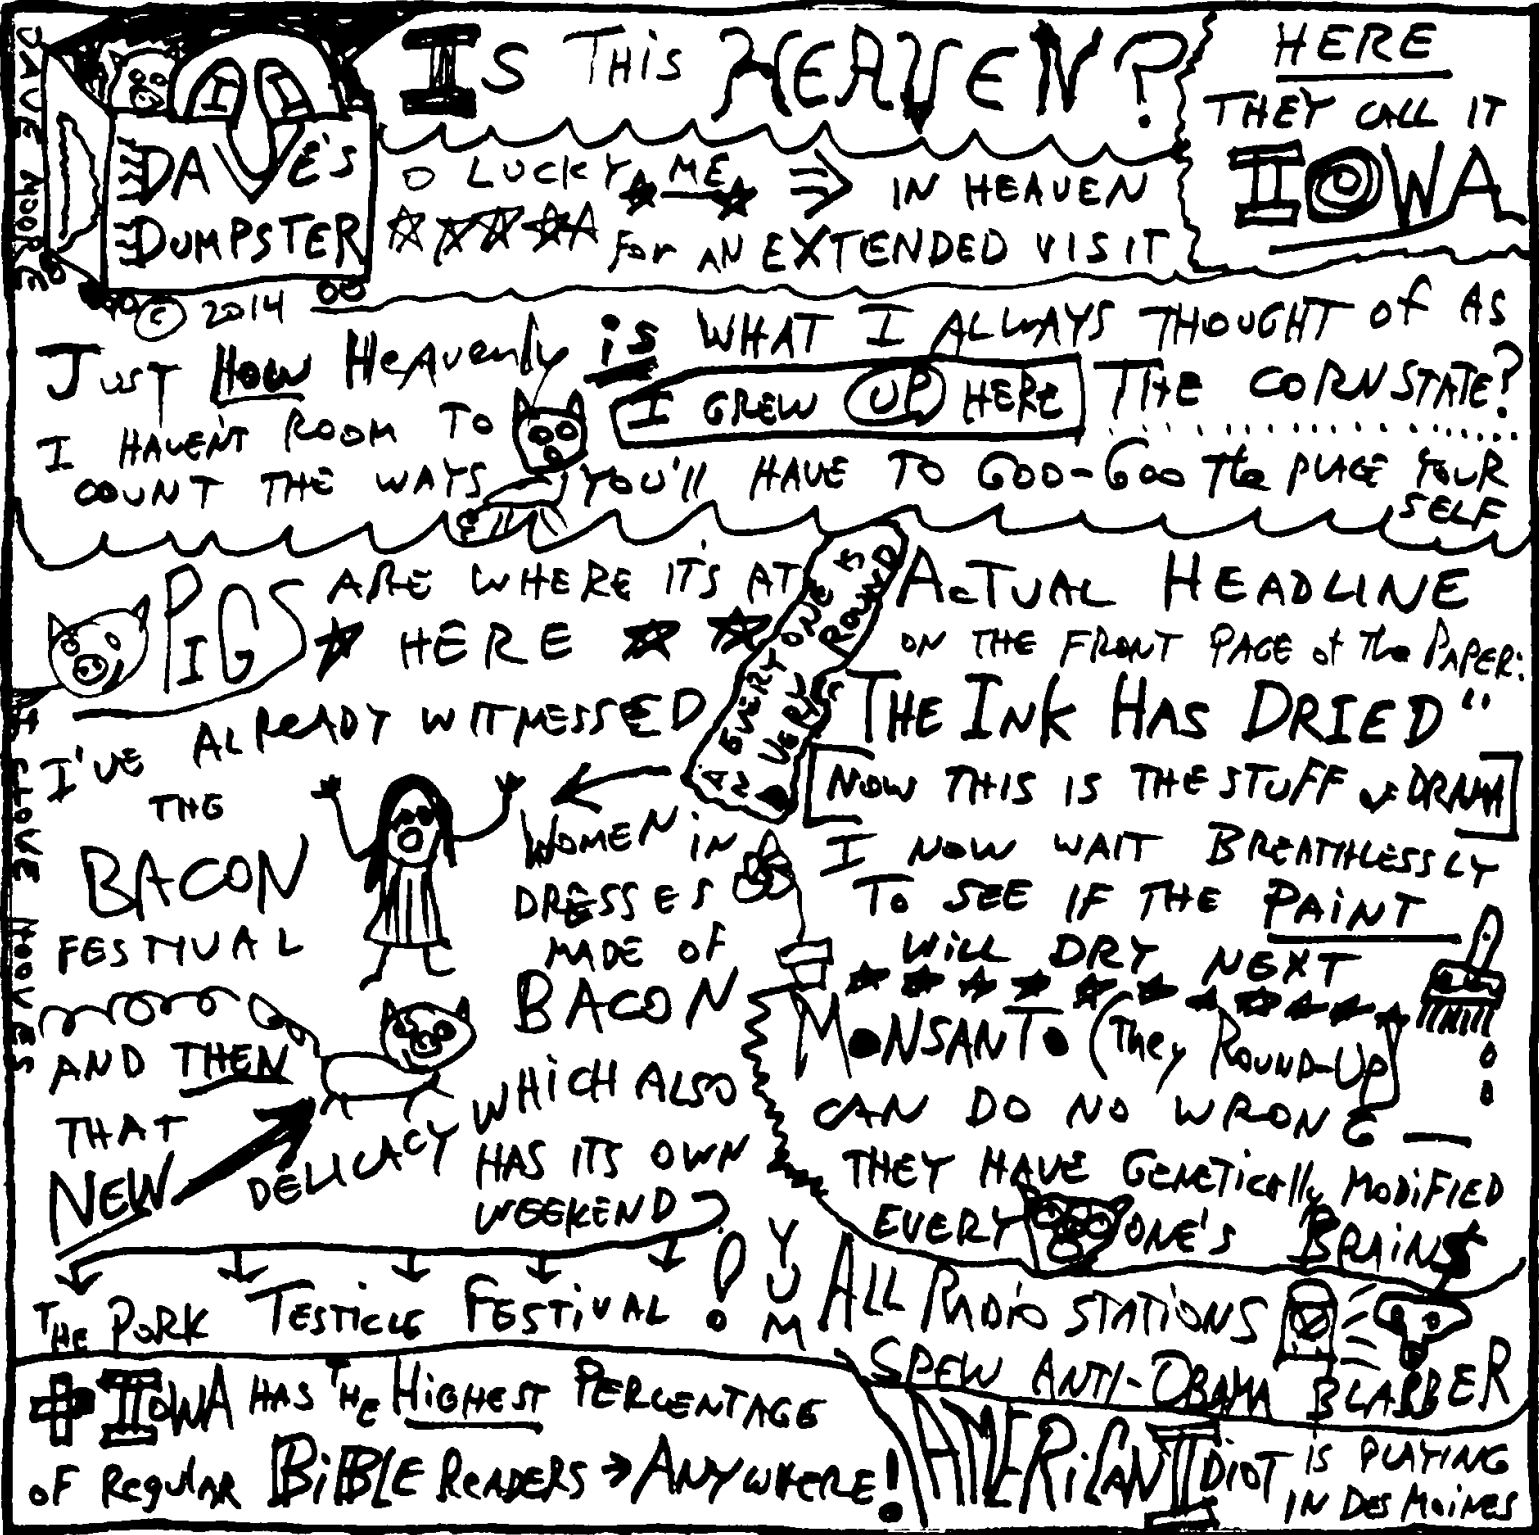 DAVE MOORE
DAVE'S
DUMPSTER
© 2014
IS THIS HEAVEN?
HERE
THEY CALL IT
IOWA
O LUCKY ME IN HEAVEN
FOR AN EXTENDED VISIT
JUST HOW HEAVENLY is WHAT I ALWAYS THOUGHT OF AS
I GREW UP HERE
THE CORN STATE?
I HAVEN'T ROOM TO
COUNT THE WAYS YOU'll HAVE TO GOO-GOO The PLACE YOUR
SELF
PIGS ARE WHERE IT'S AT
HERE
I'VE ALREADY WITNESSED
THE
BACON
FESTIVAL
WOMEN IN
DRESSES
MADE OF
BACON
AND THEN
THAT
NEW
DELICACY
WHICH ALSO
HAS ITS OWN
WEEKEND
THE PORK TESTICLE FESTIVAL!
YUM
IOWA HAS THE HIGHEST PERCENTAGE
OF Regular BIBLE READERS → ANYWHERE!
ACTUAL HEADLINE
ON THE FRONT PAGE of the PAPER:
THE INK HAS DRIED"
NOW THIS IS THE STUFF of DRAMA
I NOW WAIT BREATHLESSLY
TO SEE IF THE PAINT
WILL DRY NEXT
MONSANTO (They ROUND-UP)
CAN DO NO WRONG —
THEY HAVE GENETICAlly MODIFIED
EVERYONE'S BRAINS
ALL RADIO STATIONS
SPEW ANTI-OBAMA BLABBER
AMERICAN IDIOT IS PLAYING
IN DES MOINES